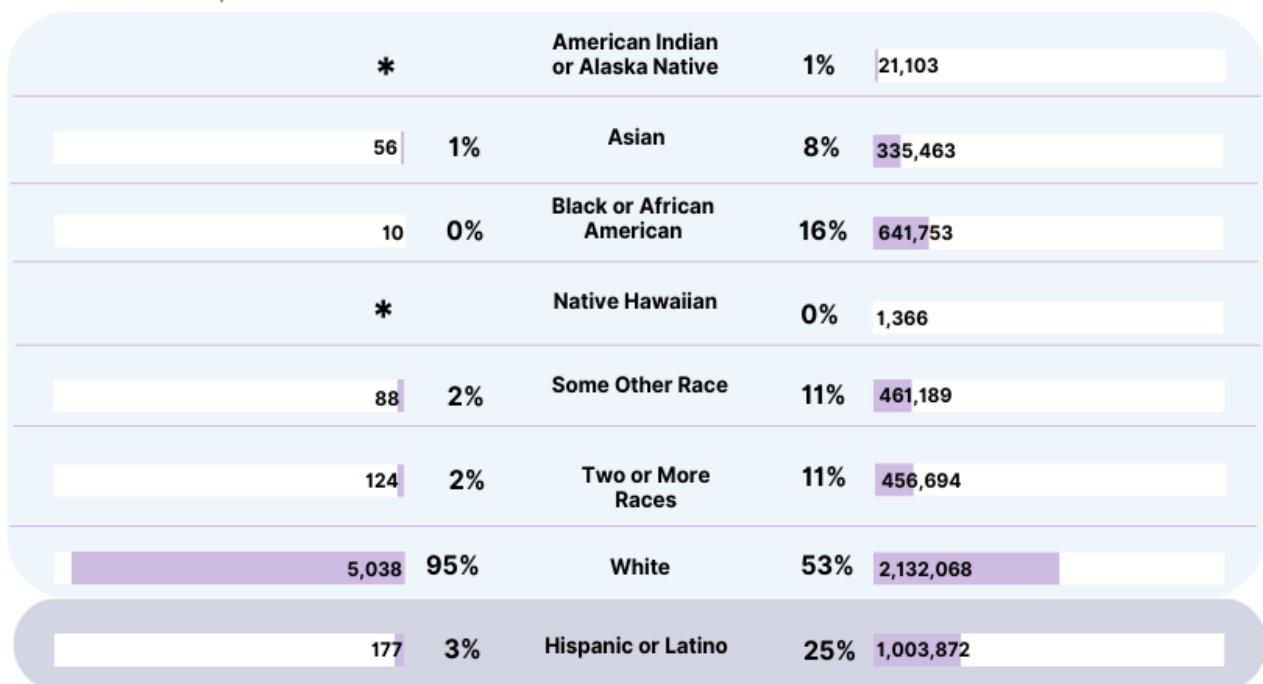 American Indian
or Alaska Native
* 1% 21,103
56 1% Asian 8% 335,463
Black or African
American
10 0% 16% 641,753
* Native Hawaiian 0% 1,366
88 2% Some Other Race 11% 461,189
124 2% Two or More 11% 456,694
Races
5,038 95% White 53% 2,132,068
177 3% Hispanic or Latino 25% 1,003,872